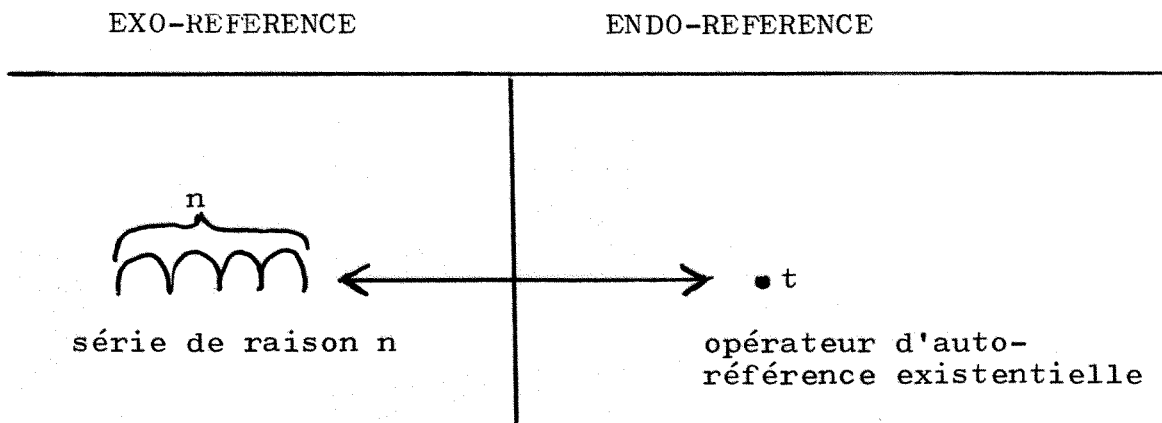 EXO-REFERENCE
ENDO-REFERENCE
n
t
série de raison n
opérateur d'auto-
référence existentielle